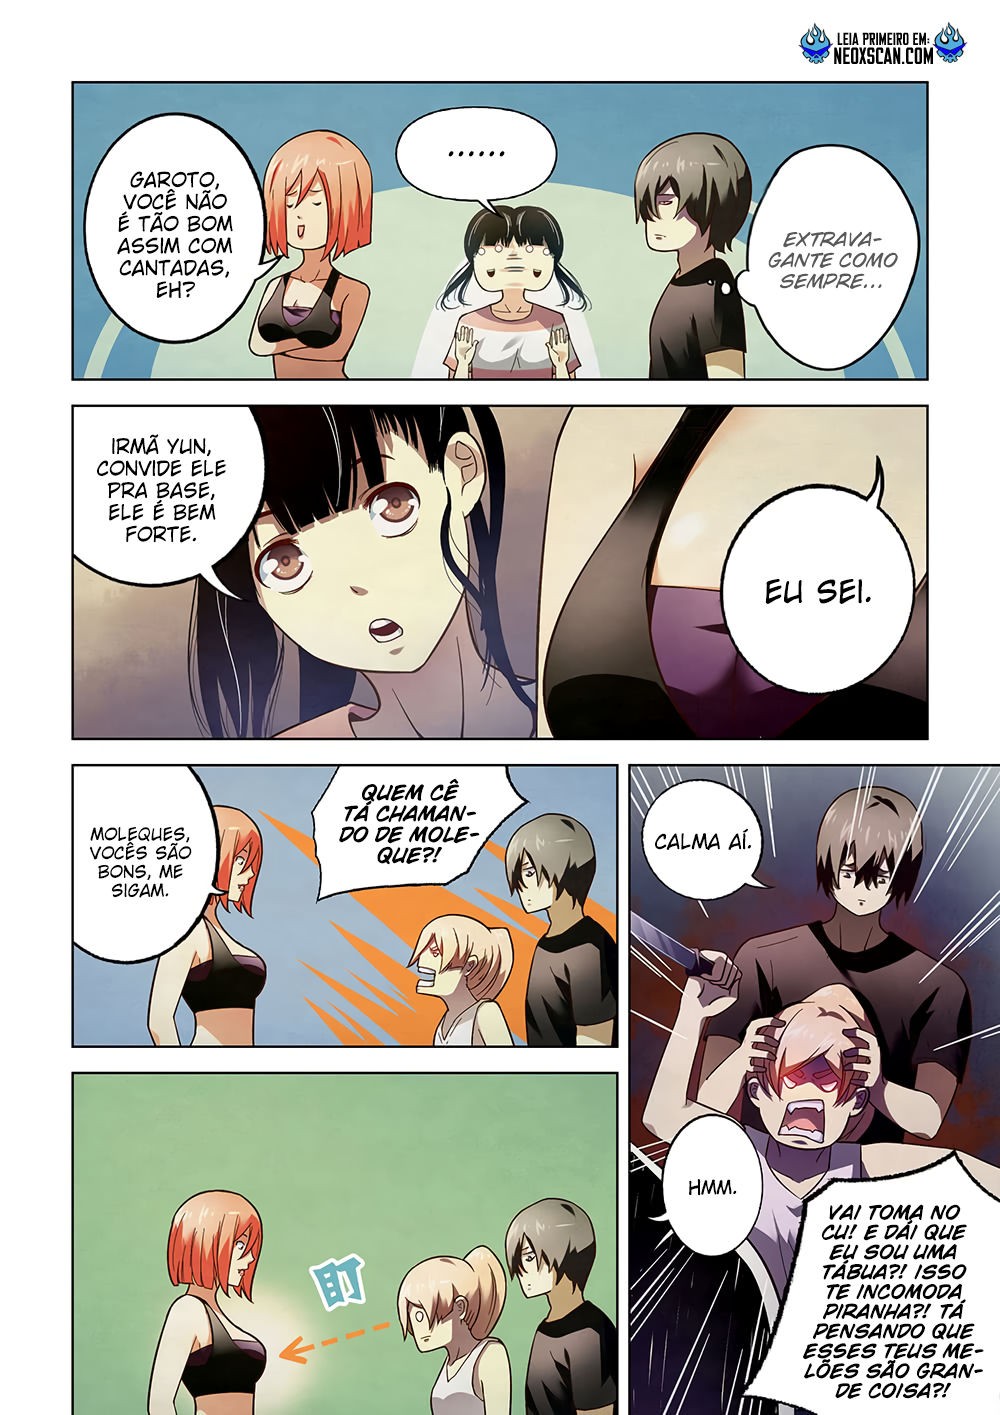 LEIA PRIMEIRO EM:
NEOXSCAN.COM
GAROTO,
VOCÊ NÃO
É TÃO BOM
ASSIM COM
CANTADAS,
EH?
......
EXTRAVA-
GANTE COMO
SEMPRE...
IRMÃ YUN,
CONVIDE ELE
PRA BASE,
ELE É BEM
FORTE.
EU SEI.
MOLEQUES,
VOCÊS SÃO
BONS, ME
SIGAM.
QUEM CÊ
TÁ CHAMAN-
DO DE MOLE-
QUE?!
盯
CALMA AÍ.
HMM.
VAI TOMA NO
CU! E DAÍ QUE
EU SOU UMA
TÁBUA?! ISSO
TE INCOMODA
PIRANHA?! TÁ
PENSANDO QUE
ESSES TEUS ME-
LÕES SÃO GRAN-
DE COISA?!